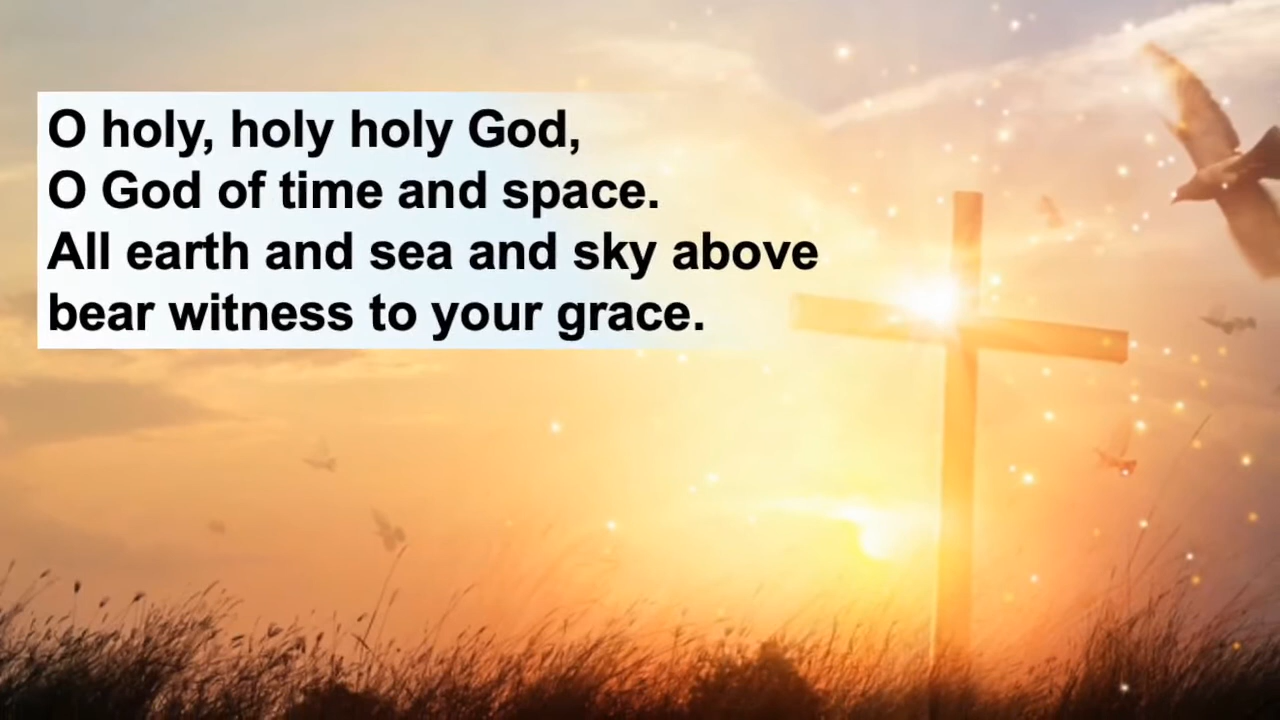 O holy, holy holy God,
O God of time and space.
All earth and sea and sky above
bear witness to your grace.